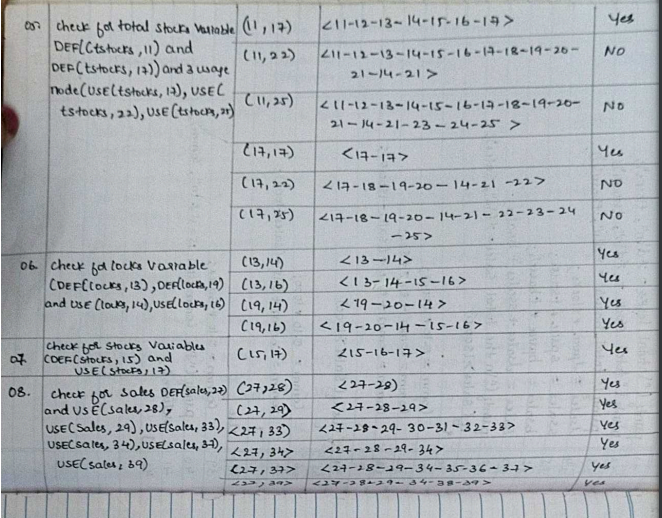 05. check for total stocks variable (11, 17) <11-12-13-14-15-16-17> Yes
DEF(tstocks, 11) and (11, 22) <11-12-13-14-15-16-17-18-19-20- NO
DEF(tstocks, 17)) and 3 usage 21-14-21>
node (USE(tstocks, 17), USE( (11, 25) <11-12-13-14-15-16-17-18-19-20- NO
tstocks, 22), USE(tstocks, 25) 21-14-21-23-24-25 >
(17, 17) <17-17> Yes
(17, 22) <17-18-19-20-14-21-22> NO
(17, 25) <17-18-19-20-14-21-22-23-24 NO
-25>
06. check for locks variable (13, 14) <13-14> Yes
(DEF(locks, 13), DEF(locks, 19) (13, 16) <13-14-15-16> Yes
and USE (locks, 14), USE(locks, 16) (19, 14) <19-20-14> Yes
(19, 16) <19-20-14-15-16> Yes
07. check for stocks variables
(DEF(stocks, 15) and (15, 17) <15-16-17> Yes
USE(stocks, 17)
08. check for sales DEF(sales, 27) (27, 28) <27-28) Yes
and USE(sales, 28), (27, 29) <27-28-29> Yes
USE(sales, 29), USE(sales, 33), <27, 33) <27-28-29-30-31-32-33> Yes
USE(sales, 34), USE(sales, 37), <27, 34> <27-28-29-34> Yes
USE(sales, 39) <27, 37> <27-28-29-34-35-36-37> Yes
<27, 39> <27-28-29-34-38-39> Yes